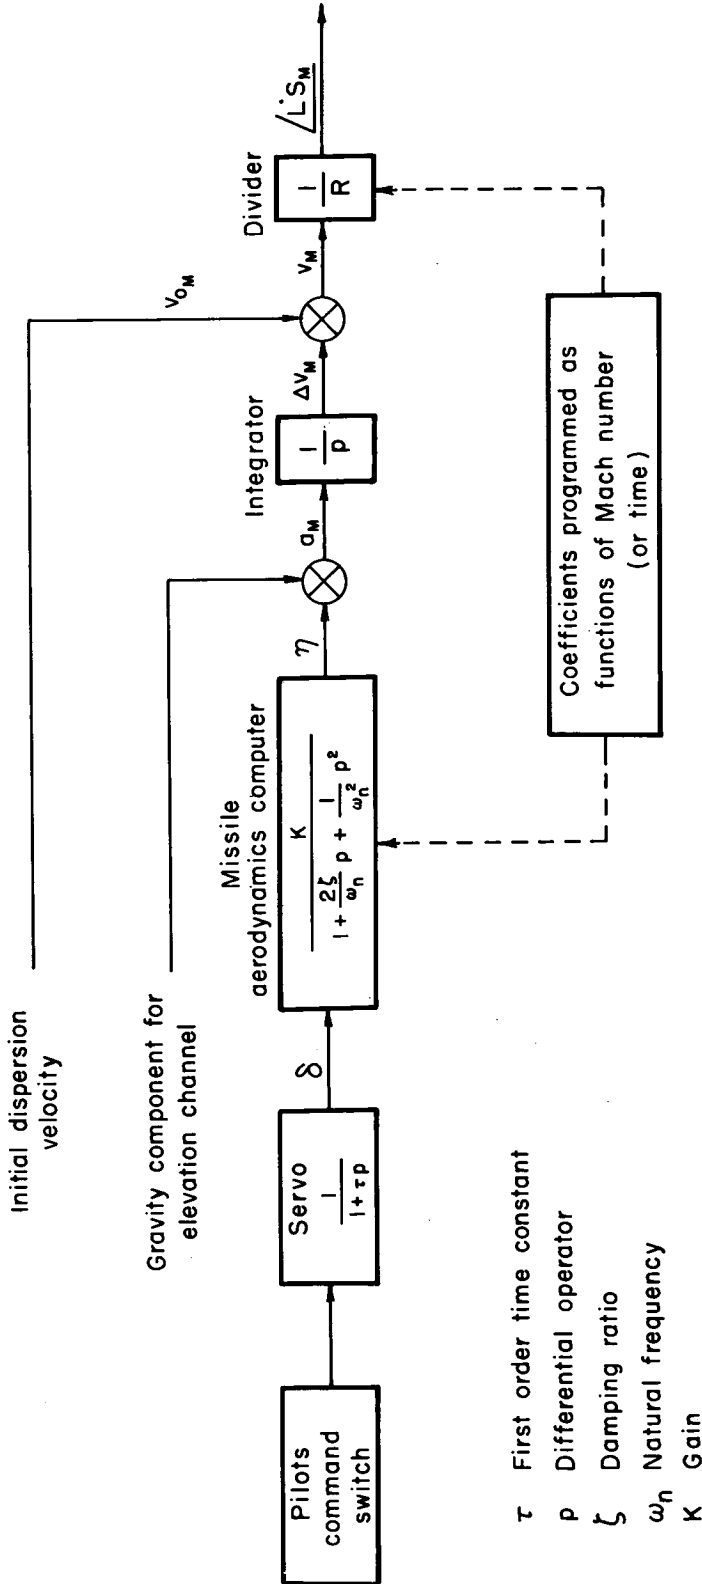 Initial dispersion
velocity
V₀M
Gravity component for
elevation channel
Pilots
command
switch
Servo
1
1 + τp
δ
Missile
aerodynamics computer
K
1 + 2ζ/ωn p + 1/ωn² p²
η
aM
Integrator
1
p
ΔVM
VM
Divider
1
R
Coefficients programmed as
functions of Mach number
(or time)
τ First order time constant
p Differential operator
ζ Damping ratio
ωn Natural frequency
K Gain